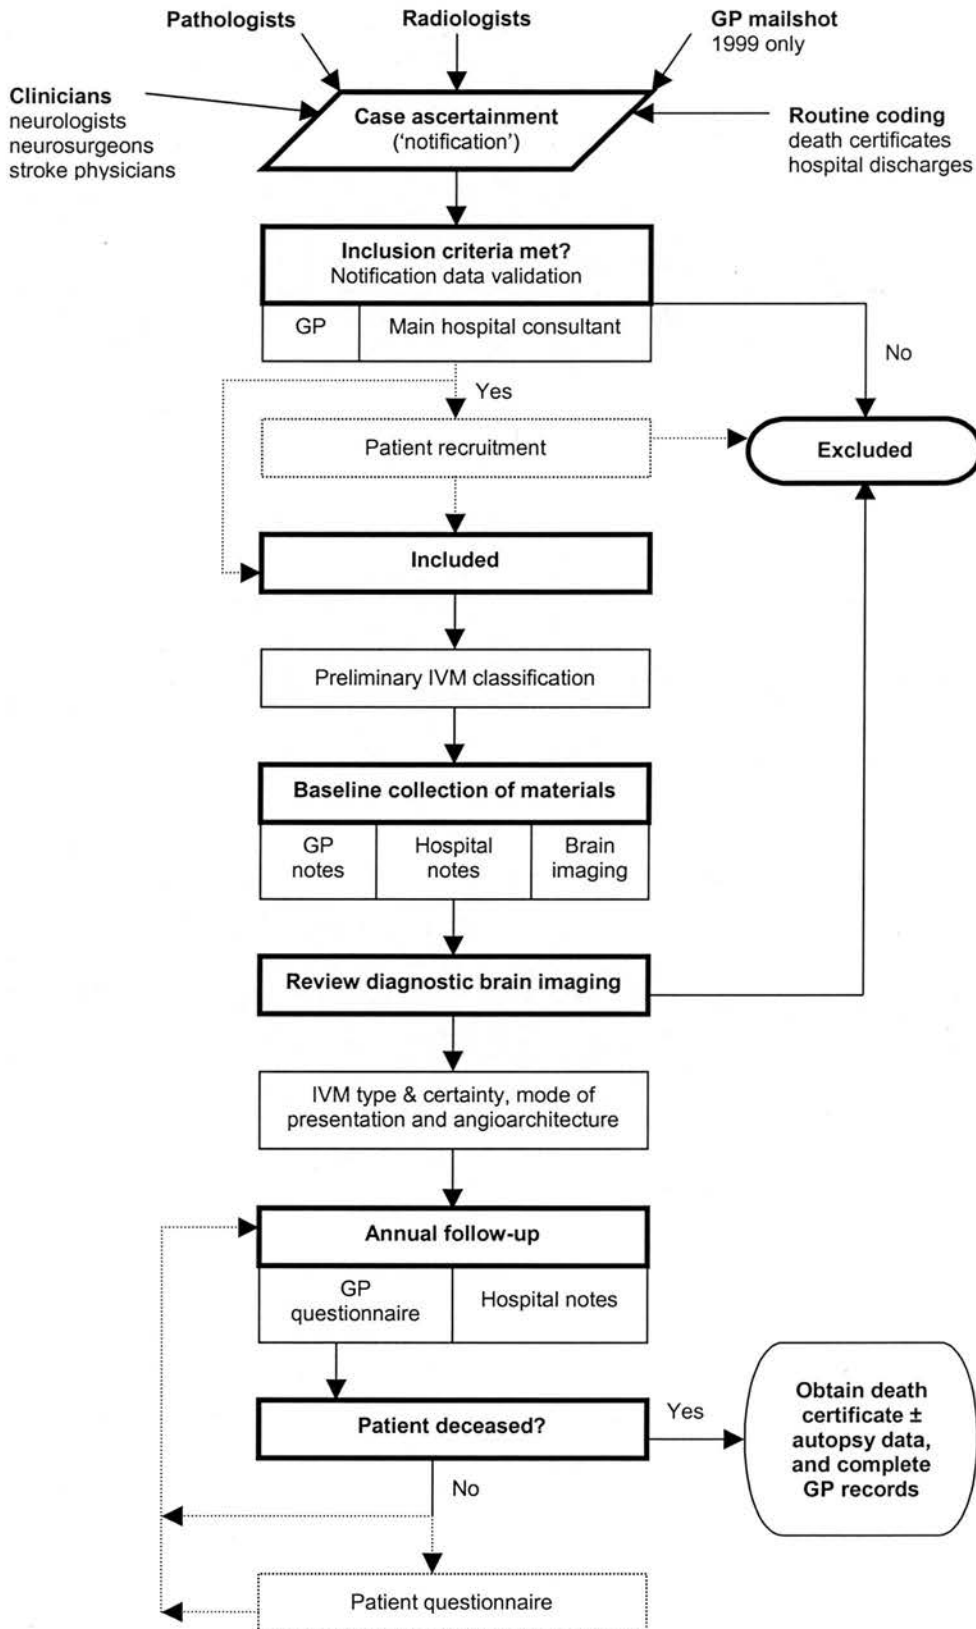 Pathologists
Radiologists
GP mailshot
1999 only
Clinicians
neurologists
neurosurgeons
stroke physicians
Case ascertainment
(‘notification’)
Routine coding
death certificates
hospital discharges
Inclusion criteria met?
Notification data validation
GP
Main hospital consultant
No
Yes
Patient recruitment
Excluded
Included
Preliminary IVM classification
Baseline collection of materials
GP
notes
Hospital
notes
Brain
imaging
Review diagnostic brain imaging
IVM type & certainty, mode of
presentation and angioarchitecture
Annual follow-up
GP
questionnaire
Hospital notes
Patient deceased?
Yes
Obtain death
certificate ±
autopsy data,
and complete
GP records
No
Patient questionnaire